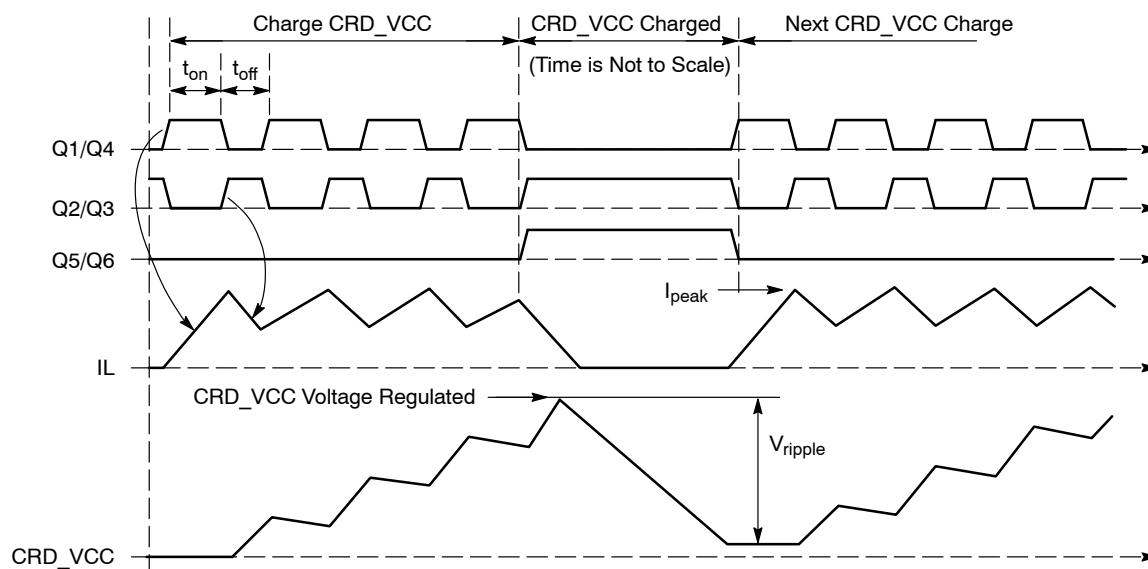 Charge CRD_VCC
CRD_VCC Charged
Next CRD_VCC Charge
(Time is Not to Scale)
ton
toff
Q1/Q4
Q2/Q3
Q5/Q6
Ipeak
IL
CRD_VCC Voltage Regulated
Vripple
CRD_VCC